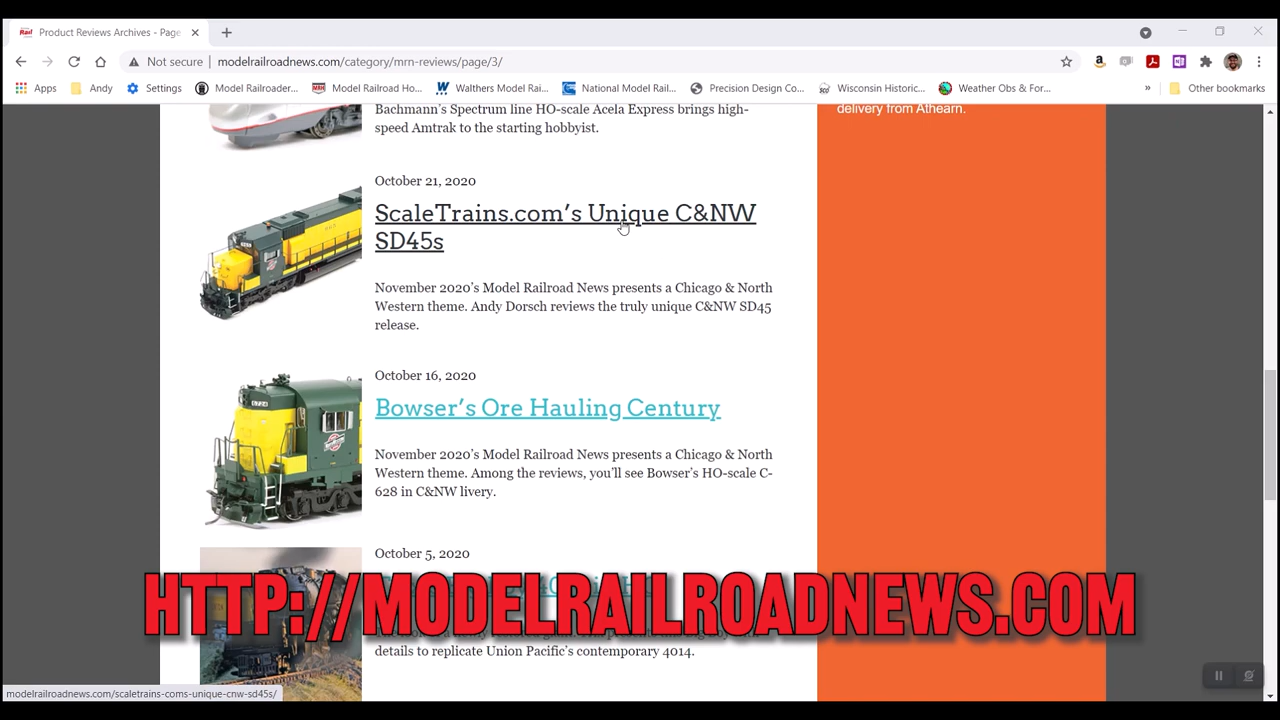 Product Reviews Archives - Page
Not secure | modelrailroadnews.com/category/mrn-reviews/page/3/
Apps Andy Settings Model Railroader... Model Railroad Ho... Walthers Model Rai... National Model Rail... Precision Design Co... Wisconsin Historic... Weather Obs & For... » Other bookmarks
Bachmann's Spectrum line HO-scale Acela Express brings high-
speed Amtrak to the starting hobbyist.
delivery from Athearn.
October 21, 2020
ScaleTrains.com's Unique C&NW
SD45s
November 2020's Model Railroad News presents a Chicago & North
Western theme. Andy Dorsch reviews the truly unique C&NW SD45
release.
October 16, 2020
Bowser's Ore Hauling Century
November 2020's Model Railroad News presents a Chicago & North
Western theme. Among the reviews, you'll see Bowser's HO-scale C-
628 in C&NW livery.
October 5, 2020
HTTP://MODELRAILROADNEWS.COM
details to replicate Union Pacific's contemporary 4014.
modelrailroadnews.com/scaletrains-coms-unique-cnw-sd45s/